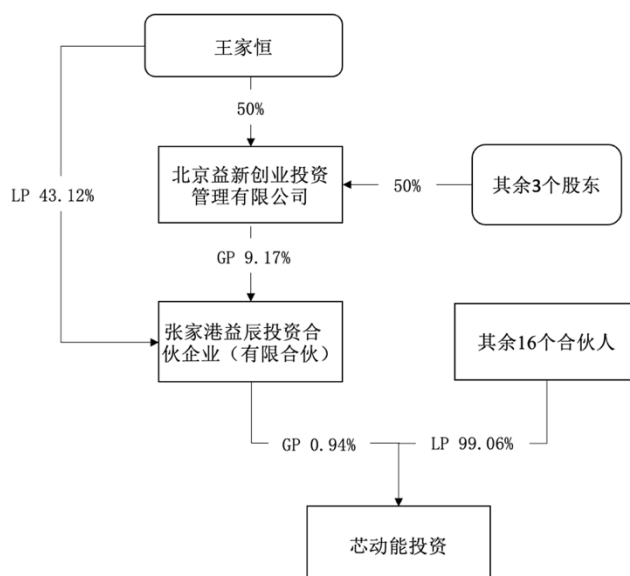 王家恒
50%
北京益新创业投资
管理有限公司
50%
其余3个股东
LP 43.12%
GP 9.17%
张家港益辰投资合
伙企业（有限合伙）
其余16个合伙人
GP 0.94%
LP 99.06%
芯动能投资